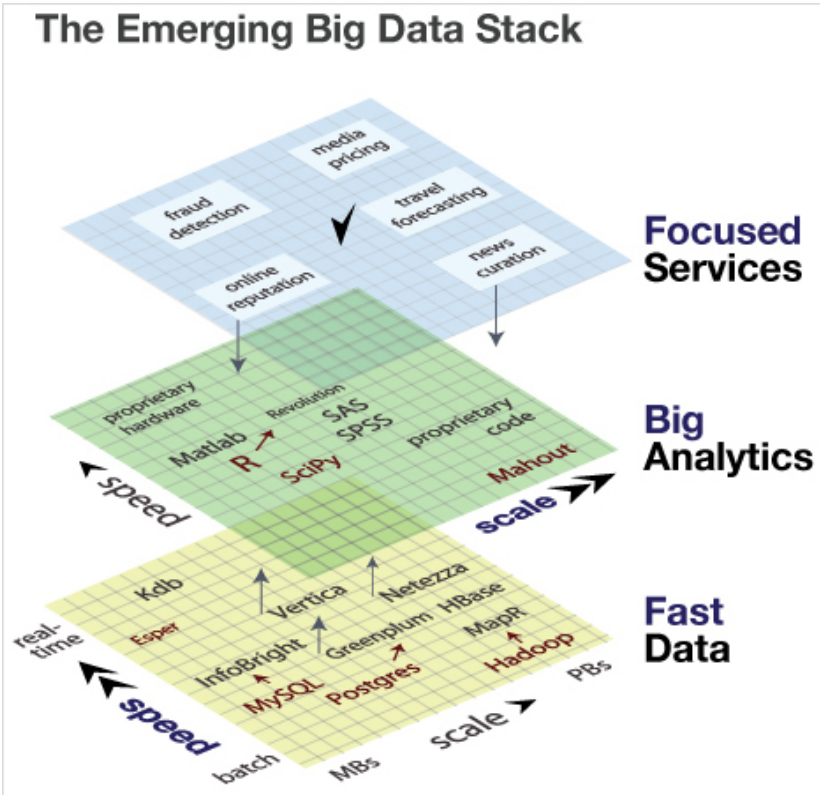 The Emerging Big Data Stack
media
pricing
fraud
detection
travel
forecasting
news
curation
online
reputation
Focused
Services
proprietary
hardware
Revolution
SAS
SPSS
Matlab
R
SciPy
proprietary
code
Mahout
Big
Analytics
speed
scale
Kdb
Vertica
Netezza
Esper
InfoBright
Greenplum
HBase
MapR
MySQL
Postgres
Hadoop
Fast
Data
real-
time
speed
batch
MBs
scale
PBs